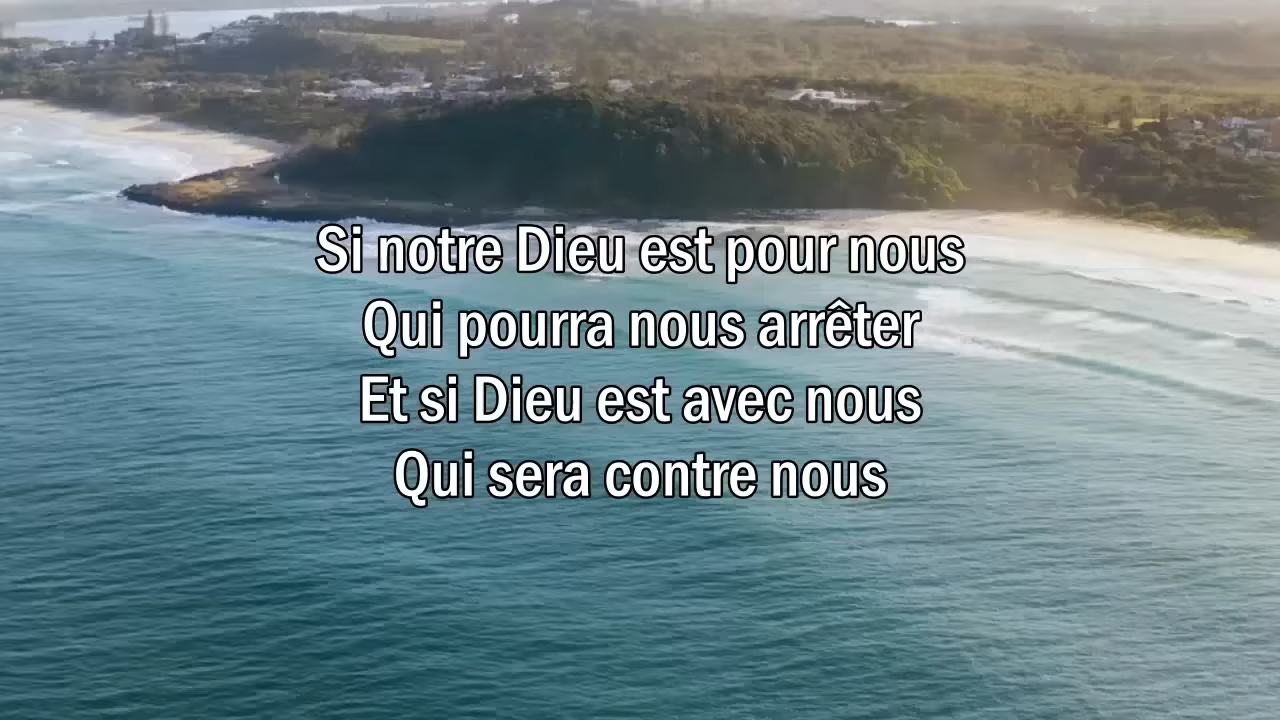 Si notre Dieu est pour nous
Qui pourra nous arrêter
Et si Dieu est avec nous
Qui sera contre nous